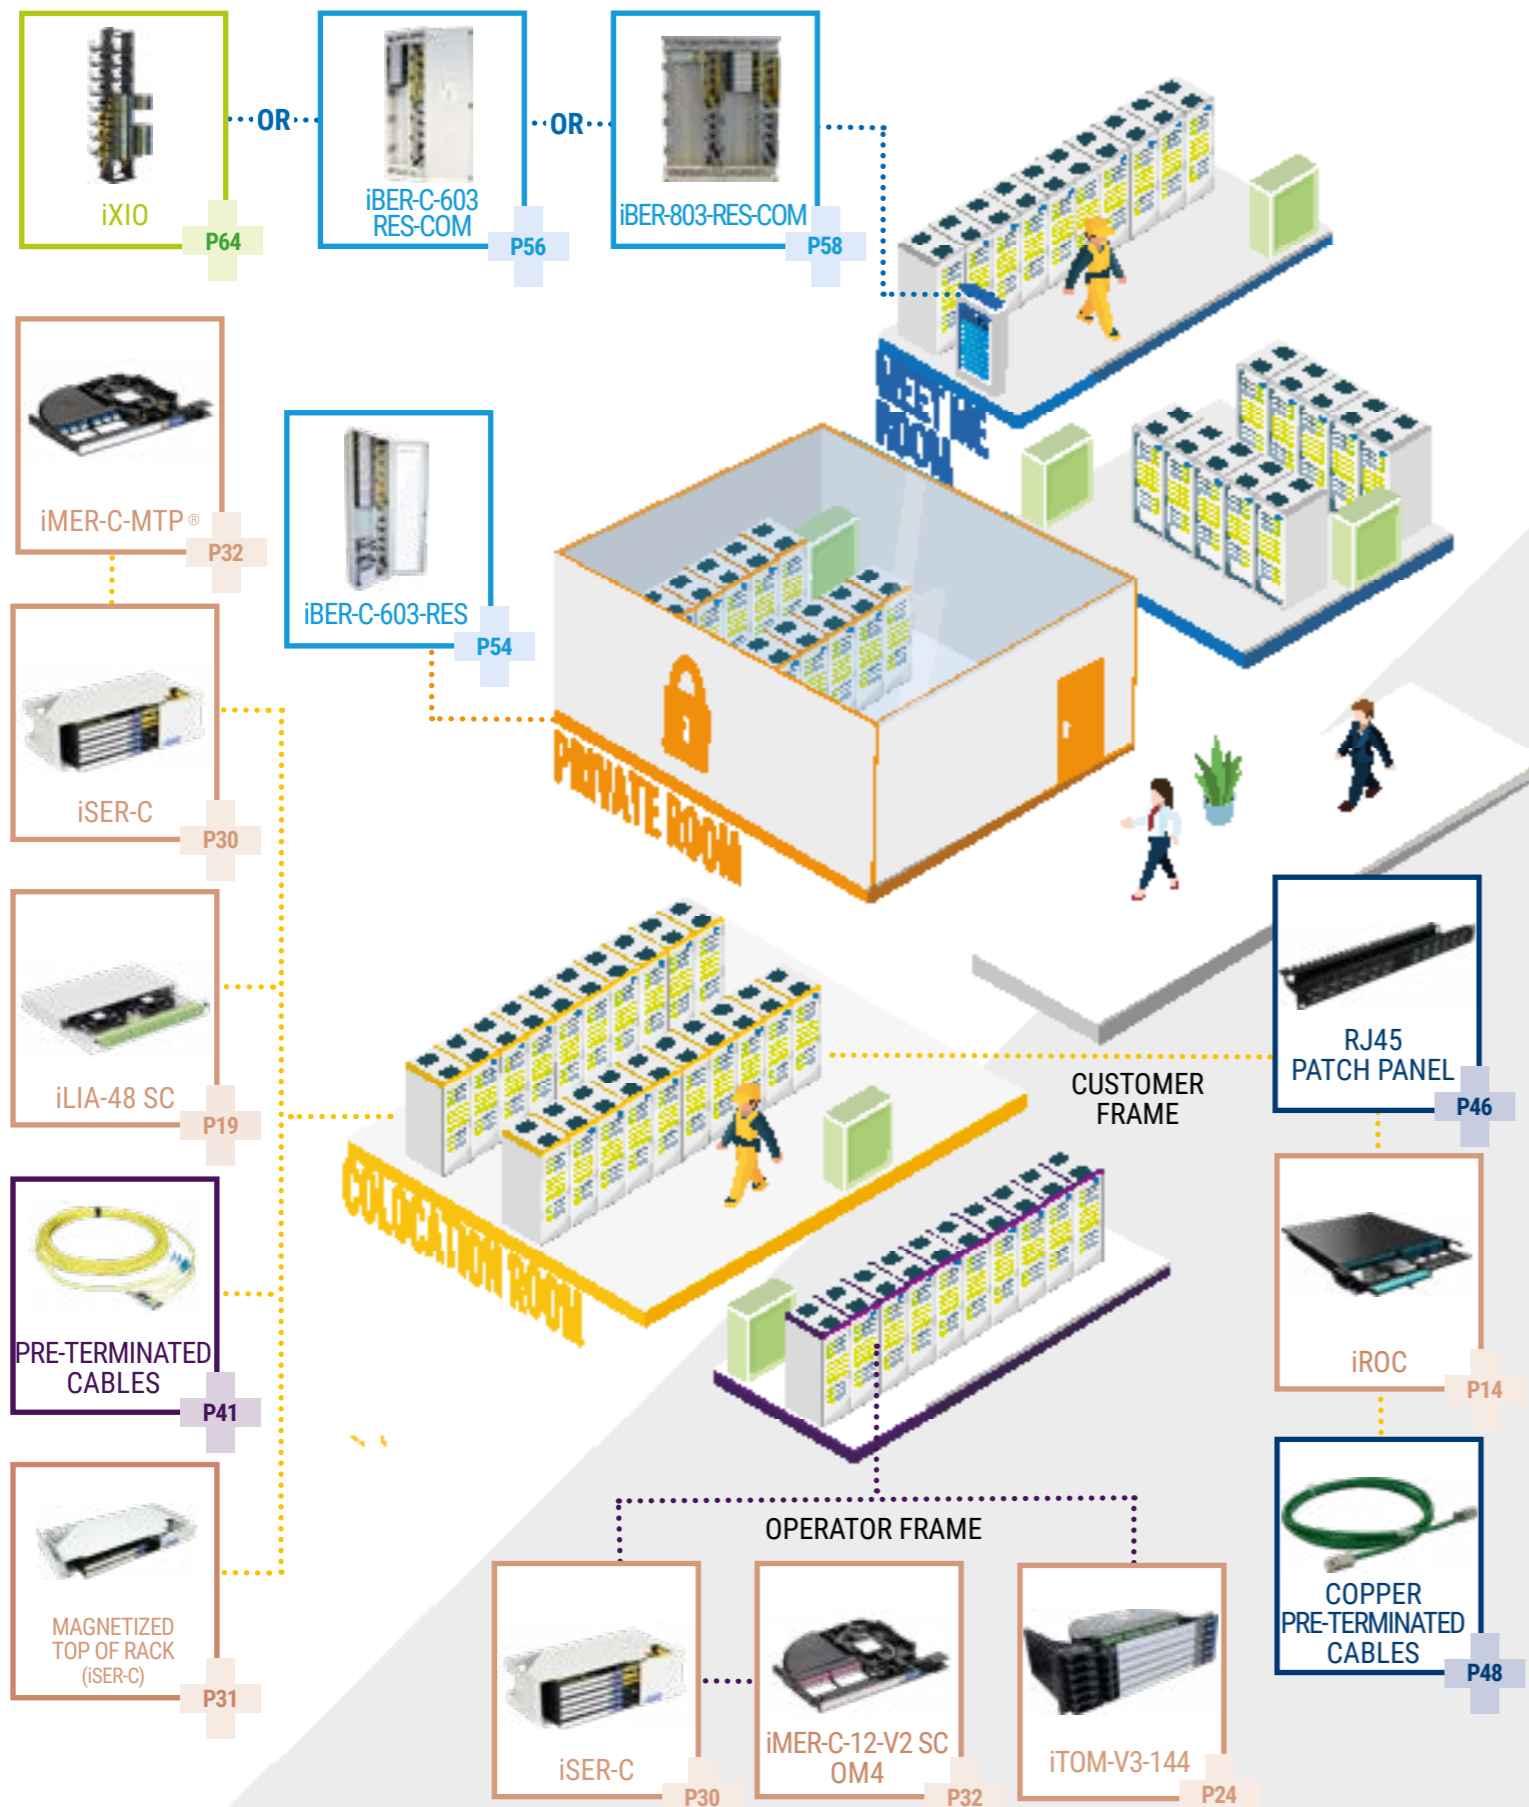 iXIO
P64
OR
iBER-C-603
RES-COM
P56
OR
iBER-803-RES-COM
P58
MEET ME
ROOM
iMER-C-MTP®
P32
iBER-C-603-RES
P54
iSER-C
P30
PRIVATE ROOM
iLIA-48 SC
P19
RJ45
PATCH PANEL
P46
CUSTOMER
FRAME
COLOCATION ROOM
PRE-TERMINATED
CABLES
P41
iROC
P14
MAGNETIZED
TOP OF RACK
(iSER-C)
P31
OPERATOR FRAME
COPPER
PRE-TERMINATED
CABLES
P48
iSER-C
P30
iMER-C-12-V2 SC
OM4
P32
iTOM-V3-144
P24